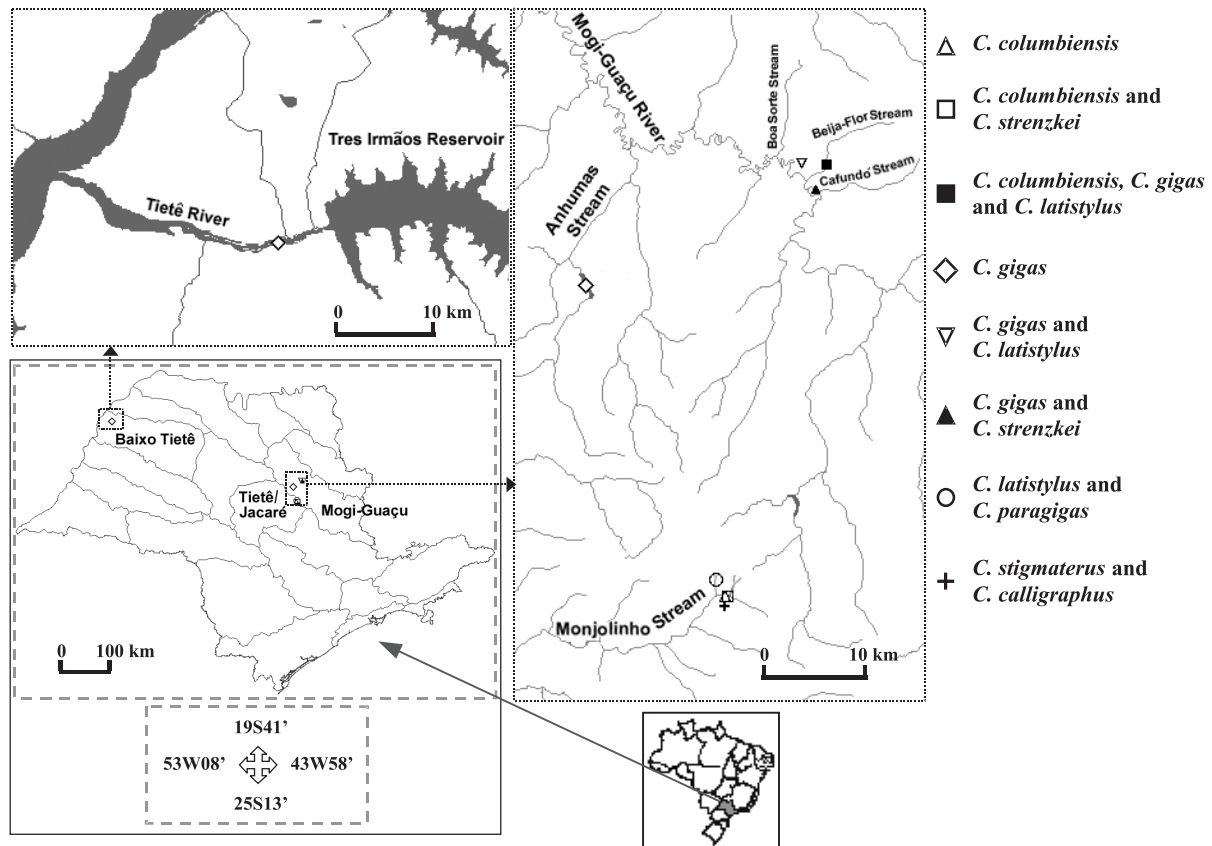 Tres Irmãos Reservoir
Tietê River
0 10 km
Mogi-Guaçu River
Boa Sorte Stream
Beija-Flor Stream
Cafundó Stream
Anhumas
Stream
Monjolinho Stream
0 10 km
C. columbiensis
C. columbiensis and
C. strenzkei
C. columbiensis, C. gigas
and C. latistylus
C. gigas
C. gigas and
C. latistylus
C. gigas and
C. strenzkei
C. latistylus and
C. paragigas
C. stigmaterus and
C. calligraphus
Baixo Tietê
Tietê/
Jacaré
Mogi-Guaçu
0 100 km
19S41’
53W08’ 43W58’
25S13’